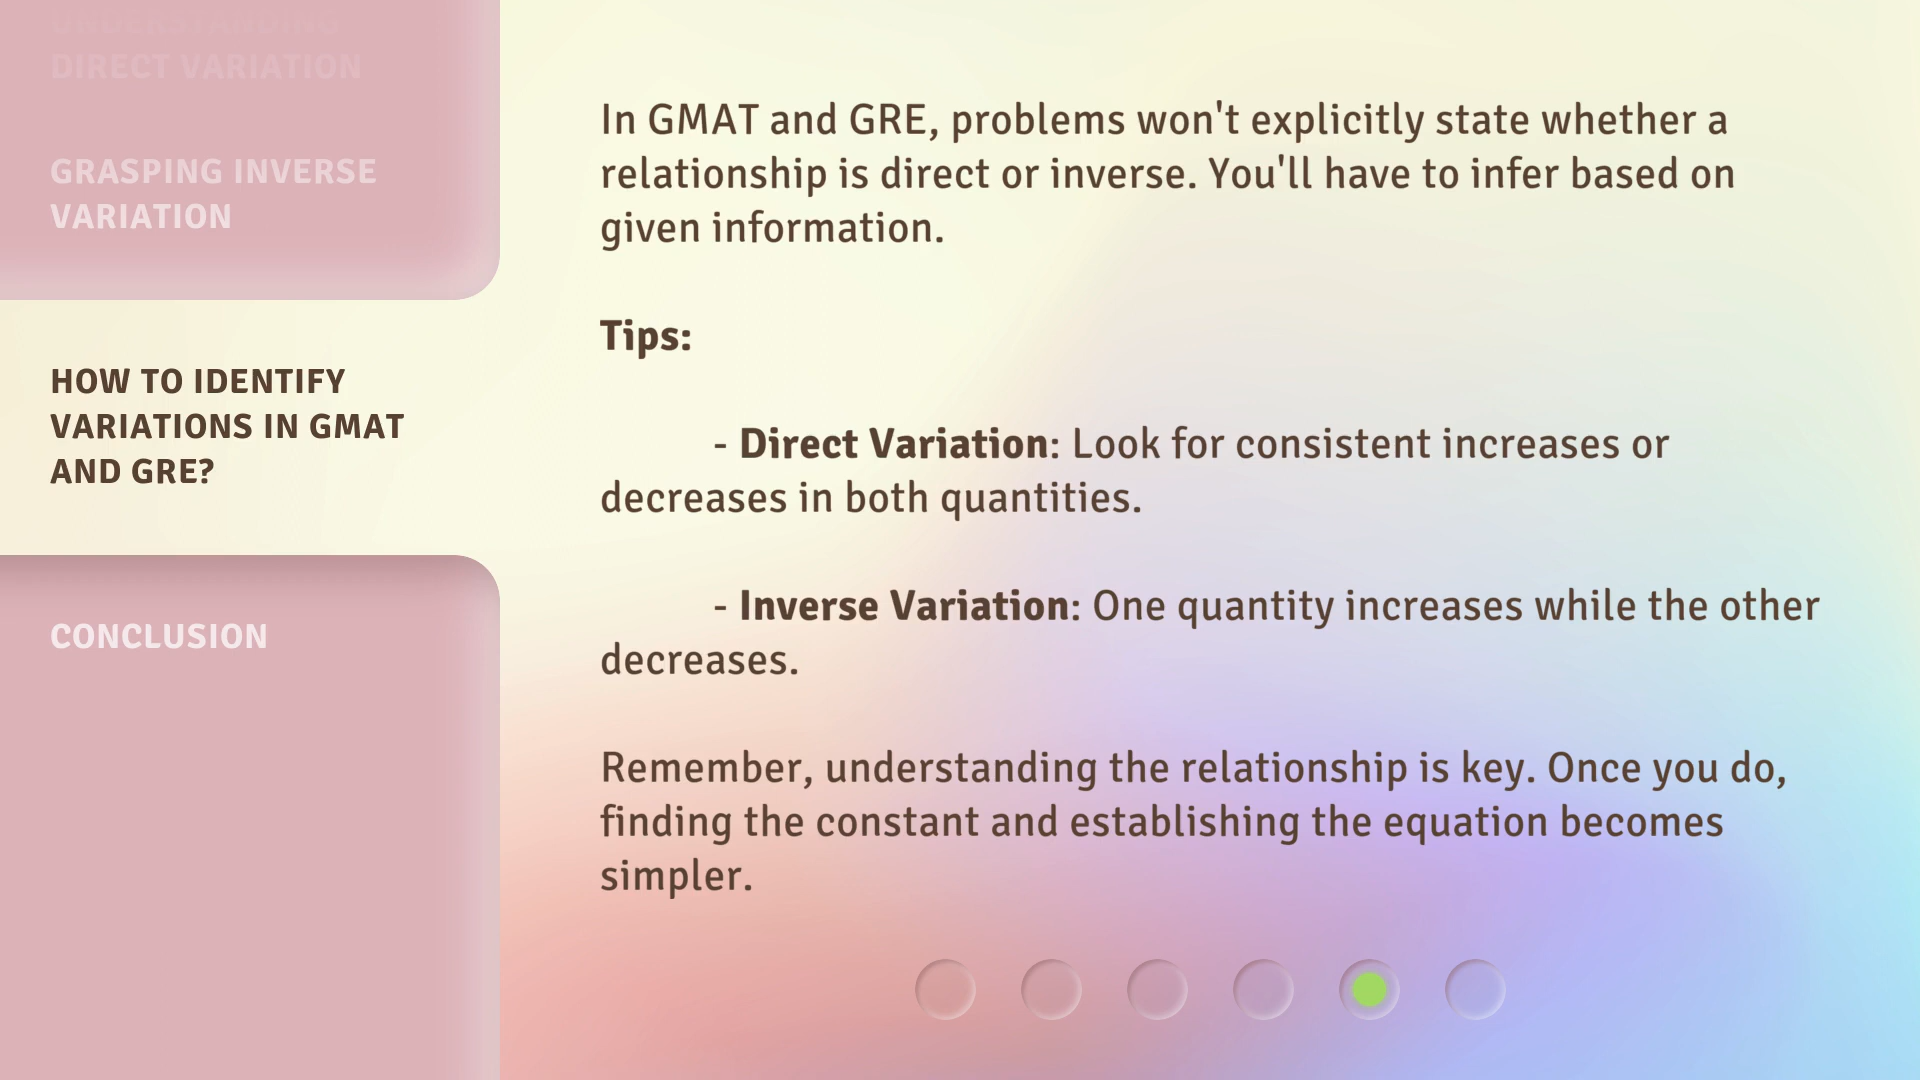 UNDERSTANDING
DIRECT VARIATION
GRASPING INVERSE
VARIATION
HOW TO IDENTIFY
VARIATIONS IN GMAT
AND GRE?
CONCLUSION
In GMAT and GRE, problems won't explicitly state whether a
relationship is direct or inverse. You'll have to infer based on
given information.
Tips:
- Direct Variation: Look for consistent increases or
decreases in both quantities.
- Inverse Variation: One quantity increases while the other
decreases.
Remember, understanding the relationship is key. Once you do,
finding the constant and establishing the equation becomes
simpler.